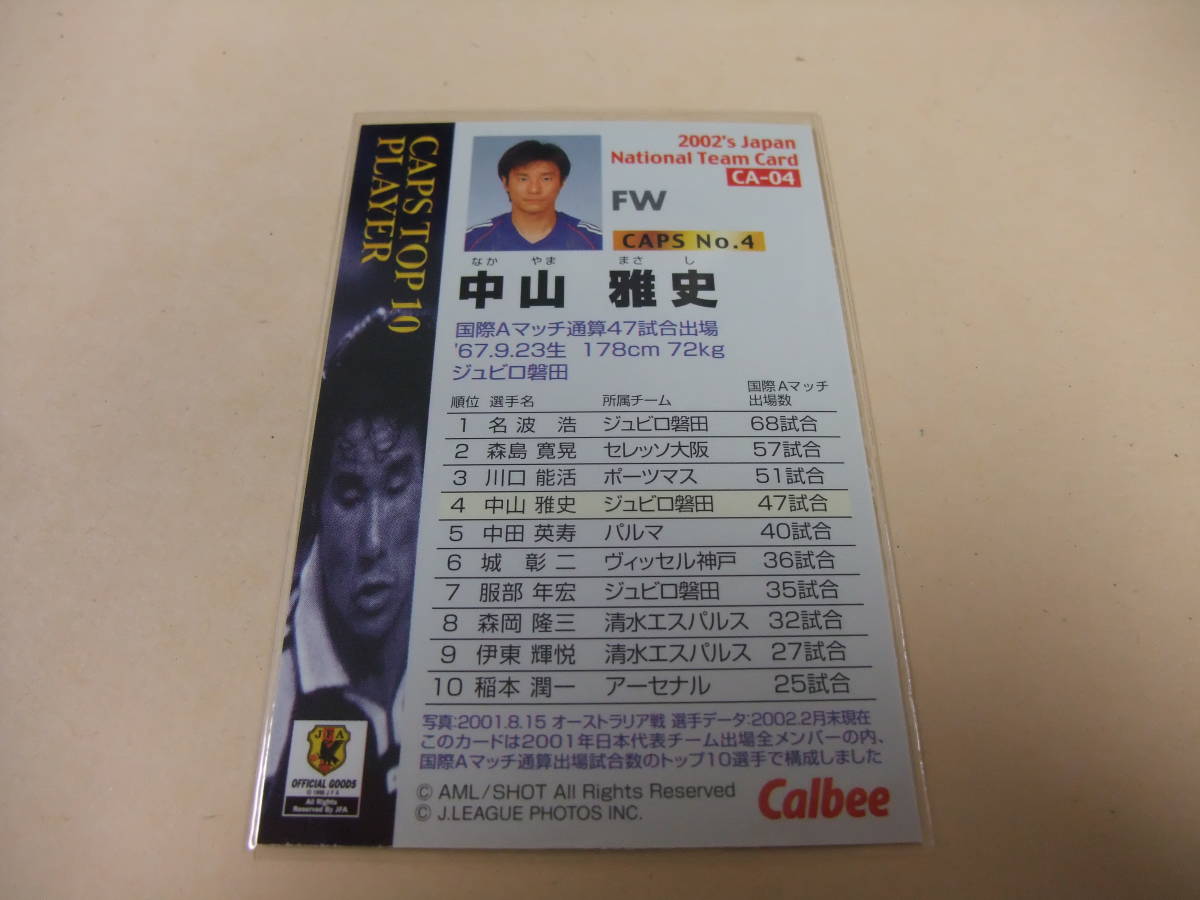 CAPS TOP 10
PLAYER
2002's Japan
National Team Card
CA-04
FW
CAPS No.4
なか やま まさ し
中山 雅史
国際Aマッチ通算47試合出場
'67.9.23生 178cm 72kg
ジュビロ磐田
順位 選手名 所属チーム 国際Aマッチ出場数
1 名波 浩 ジュビロ磐田 68試合
2 森島 寛晃 セレッソ大阪 57試合
3 川口 能活 ポーツマス 51試合
4 中山 雅史 ジュビロ磐田 47試合
5 中田 英寿 パルマ 40試合
6 城 彰二 ヴィッセル神戸 36試合
7 服部 年宏 ジュビロ磐田 35試合
8 森岡 隆三 清水エスパルス 32試合
9 伊東 輝悦 清水エスパルス 27試合
10 稲本 潤一 アーセナル 25試合
写真:2001.8.15 オーストラリア戦 選手データ:2002.2月末現在
このカードは2001年日本代表チーム出場全メンバーの内、
国際Aマッチ通算出場試合数のトップ10選手で構成しました
© AML/SHOT All Rights Reserved
© J.LEAGUE PHOTOS INC.
Calbee
JFA
OFFICIAL GOODS
All Rights
Reserved By JFA